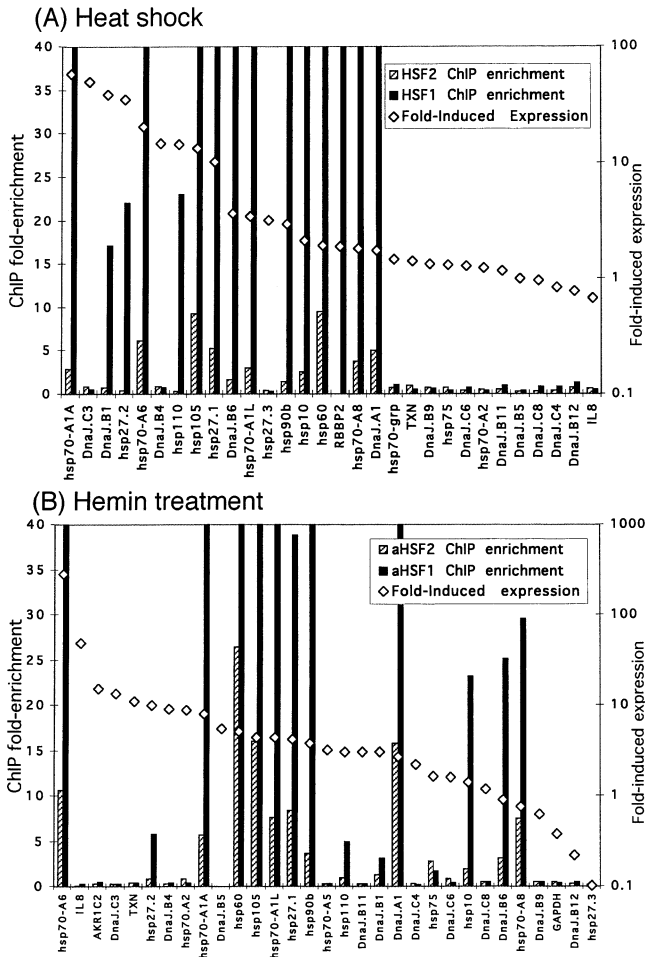 (A) Heat shock
ChIP fold-enrichment
40
35
30
25
20
15
10
5
0
HSF2 ChIP enrichment
HSF1 ChIP enrichment
Fold-Induced Expression
100
10
1
0.1
Fold-induced expression
hsp70-A1A
DnaJ.C3
DnaJ.B1
hsp27.2
hsp70-A6
DnaJ.B4
hsp110
hsp105
hsp27.1
DnaJ.B6
hsp70-A1L
hsp27.3
hsp90b
hsp10
hsp60
RBBP2
hsp70-A8
DnaJ.A1
hsp70-grp
TXN
DnaJ.B9
hsp75
DnaJ.C6
hsp70-A2
DnaJ.B11
DnaJ.B5
DnaJ.C8
DnaJ.C4
DnaJ.B12
IL8
(B) Hemin treatment
ChIP fold-enrichment
40
35
30
25
20
15
10
5
0
aHSF2 ChIP enrichment
aHSF1 ChIP enrichment
Fold-Induced expression
1000
100
10
1
0.1
Fold-induced expression
hsp70-A6
IL8
AKR1C2
DnaJ.C3
TXN
hsp27.2
DnaJ.B4
hsp70.A2
hsp70-A1A
DnaJ.B5
hsp60
hsp105
hsp70-A1L
hsp27.1
hsp90b
hsp70-A5
hsp110
DnaJ.B11
DnaJ.B1
DnaJ.A1
DnaJ.C4
hsp75
DnaJ.C6
hsp10
DnaJ.C8
DnaJ.B6
hsp70-A8
DnaJ.B9
GAPDH
DnaJ.B12
hsp27.3